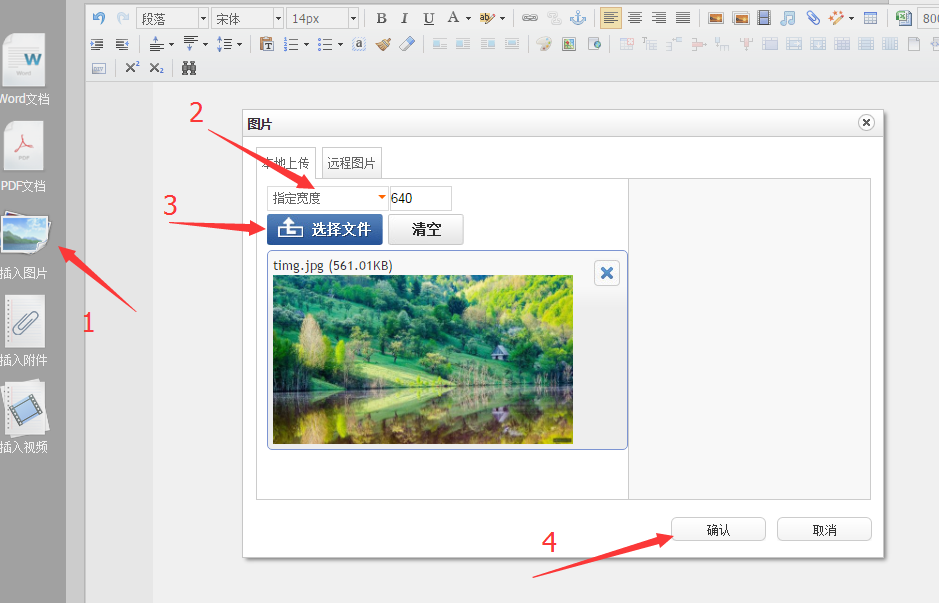 段落 宋体 14px
B I U A ab
800
W
Word
Word文档
PDF
PDF文档
插入图片
插入附件
插入视频
1
2
3
4
图片
本地上传 远程图片
指定宽度 640
选择文件 清空
timg.jpg (561.01KB)
确认 取消